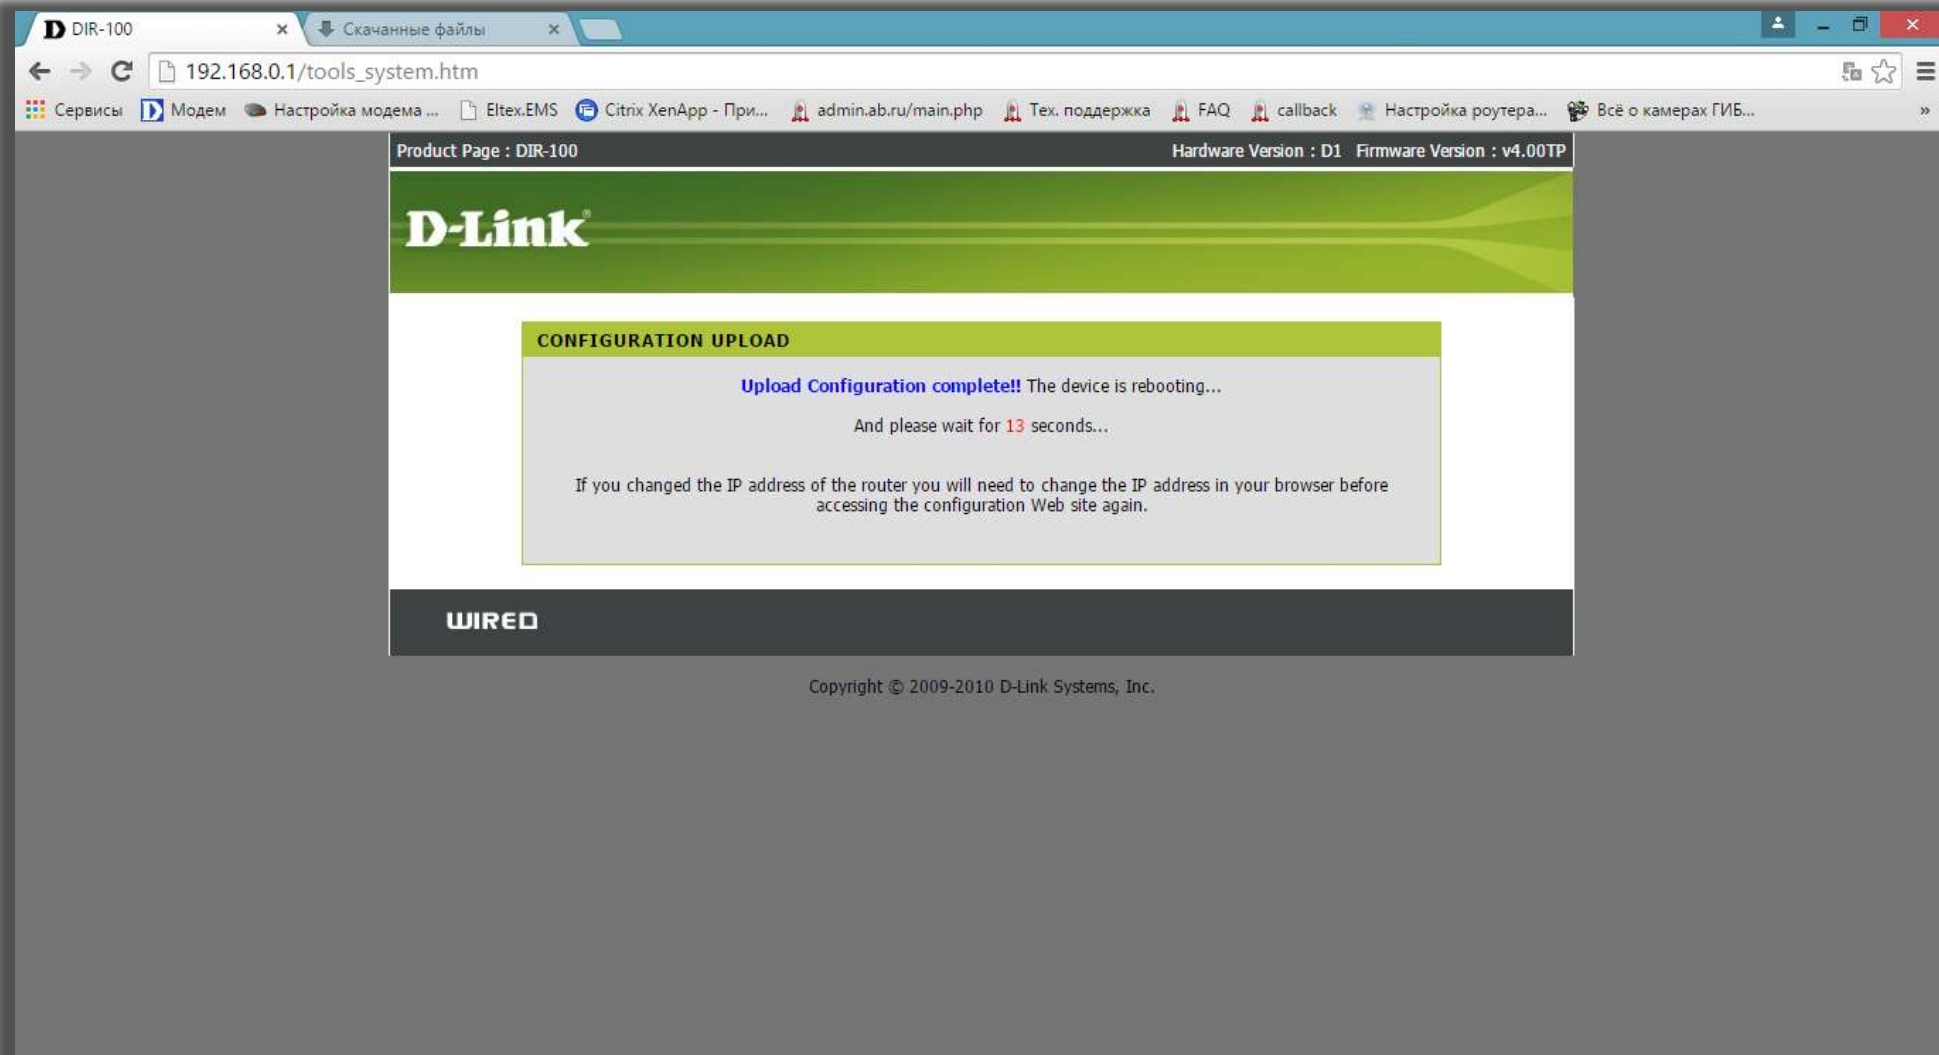 DIR-100
Скачанные файлы
192.168.0.1/tools_system.htm
Сервисы Модем Настройка модема ... Eltex.EMS Citrix XenApp - При... admin.ab.ru/main.php Тех. поддержка FAQ callback Настройка роутера... Всё о камерах ГИБ... »
Product Page : DIR-100 Hardware Version : D1 Firmware Version : v4.00TP
D-Link®
CONFIGURATION UPLOAD
Upload Configuration complete!! The device is rebooting...
And please wait for 13 seconds...
If you changed the IP address of the router you will need to change the IP address in your browser before
accessing the configuration Web site again.
WIRED
Copyright © 2009-2010 D-Link Systems, Inc.